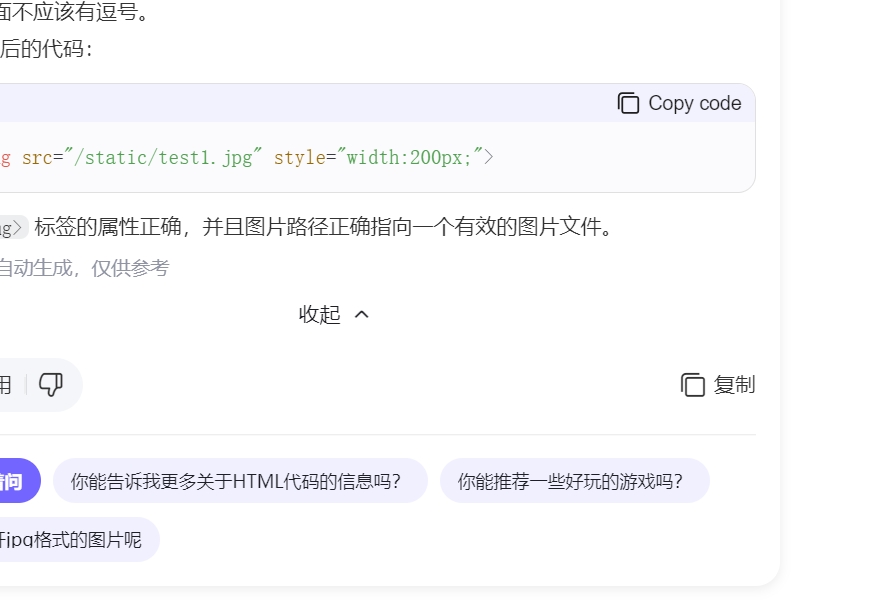 面不应该有逗号。
后的代码：
Copy code
g src="/static/test1.jpg" style="width:200px;">
ng> 标签的属性正确，并且图片路径正确指向一个有效的图片文件。
自动生成，仅供参考
收起
用
复制
问
你能告诉我更多关于HTML代码的信息吗？
你能推荐一些好玩的游戏吗？
开jpg格式的图片呢